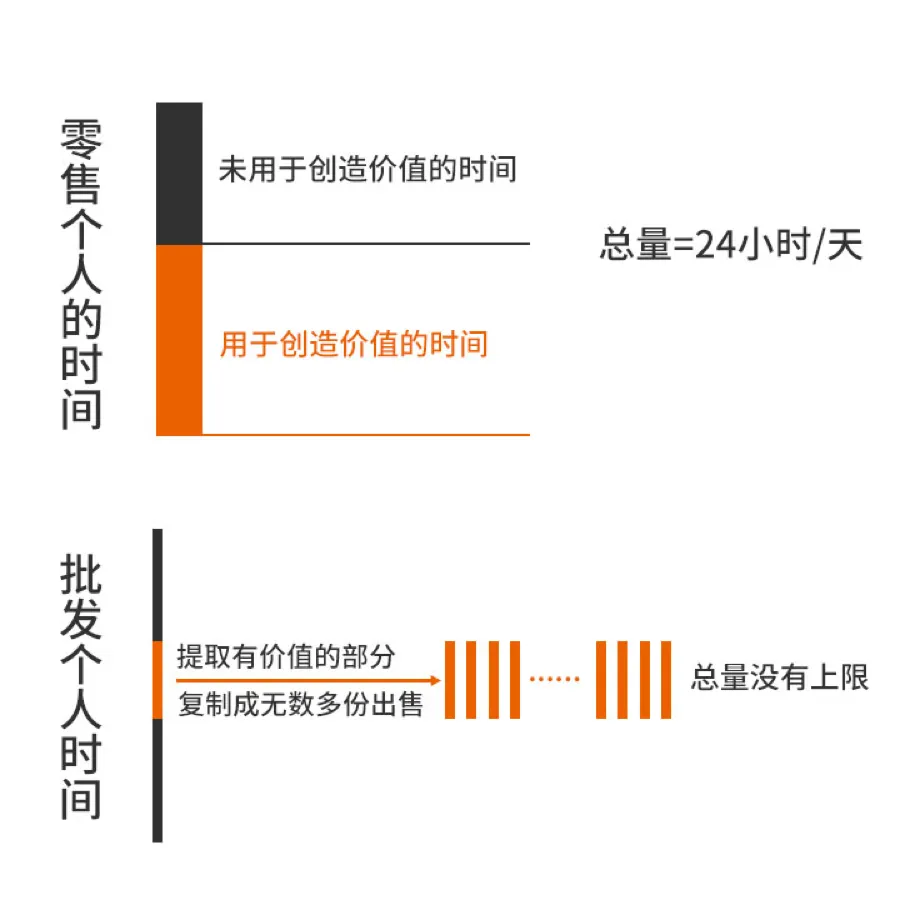 零售个人的时间
未用于创造价值的时间
总量=24小时/天
用于创造价值的时间
批发个人时间
提取有价值的部分
复制成无数多份出售
……
总量没有上限